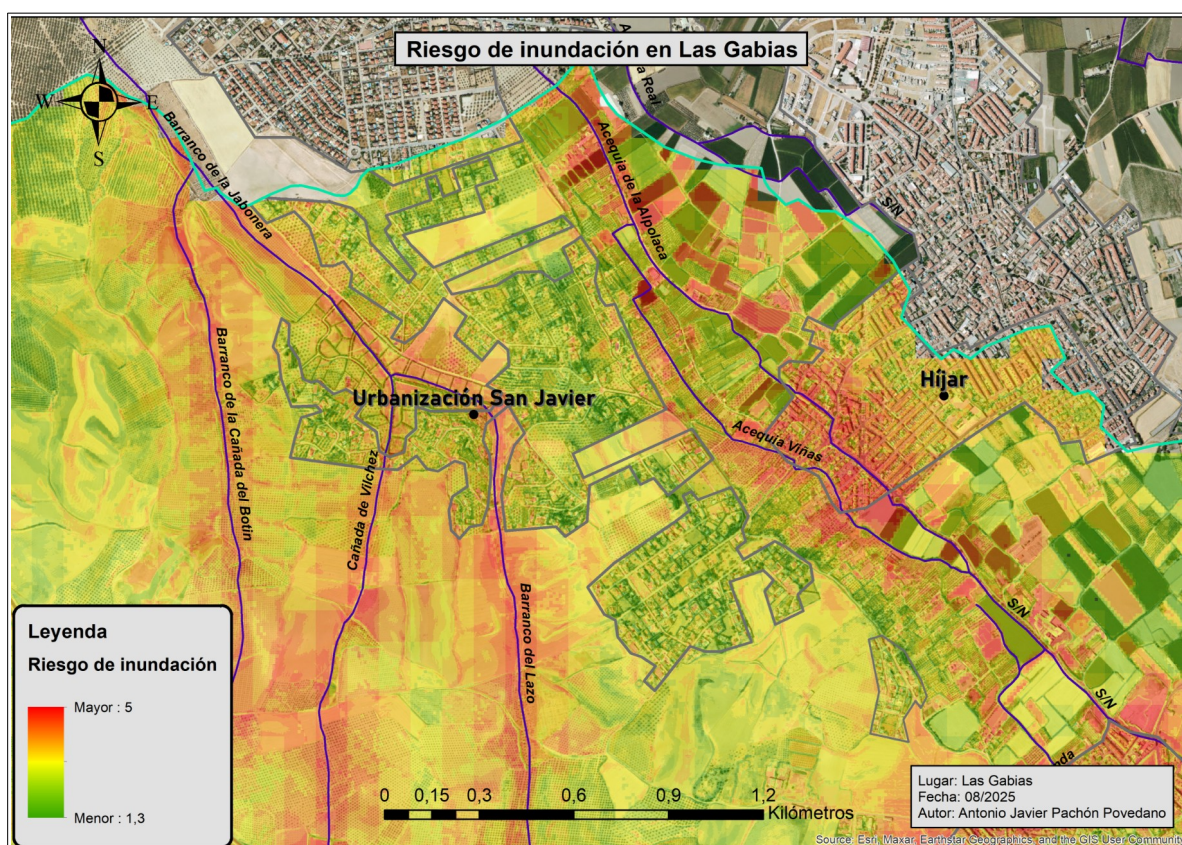 Riesgo de inundación en Las Gabias
N
W
E
S
Barranco de la Jabonera
Acequia de la Alpolaca
Real
S/N
Híjar
Urbanización San Javier
Acequia Viñas
Barranco de la Cañada del Botin
Cañada de Vilchez
Barranco del Lazo
S/N
S/N
Leyenda
Riesgo de inundación
Mayor : 5
Menor : 1,3
0 0,15 0,3 0,6 0,9 1,2
Kilómetros
Lugar: Las Gabias
Fecha: 08/2025
Autor: Antonio Javier Pachón Povedano
Source: Esri, Maxar, Earthstar Geographics, and the GIS User Community